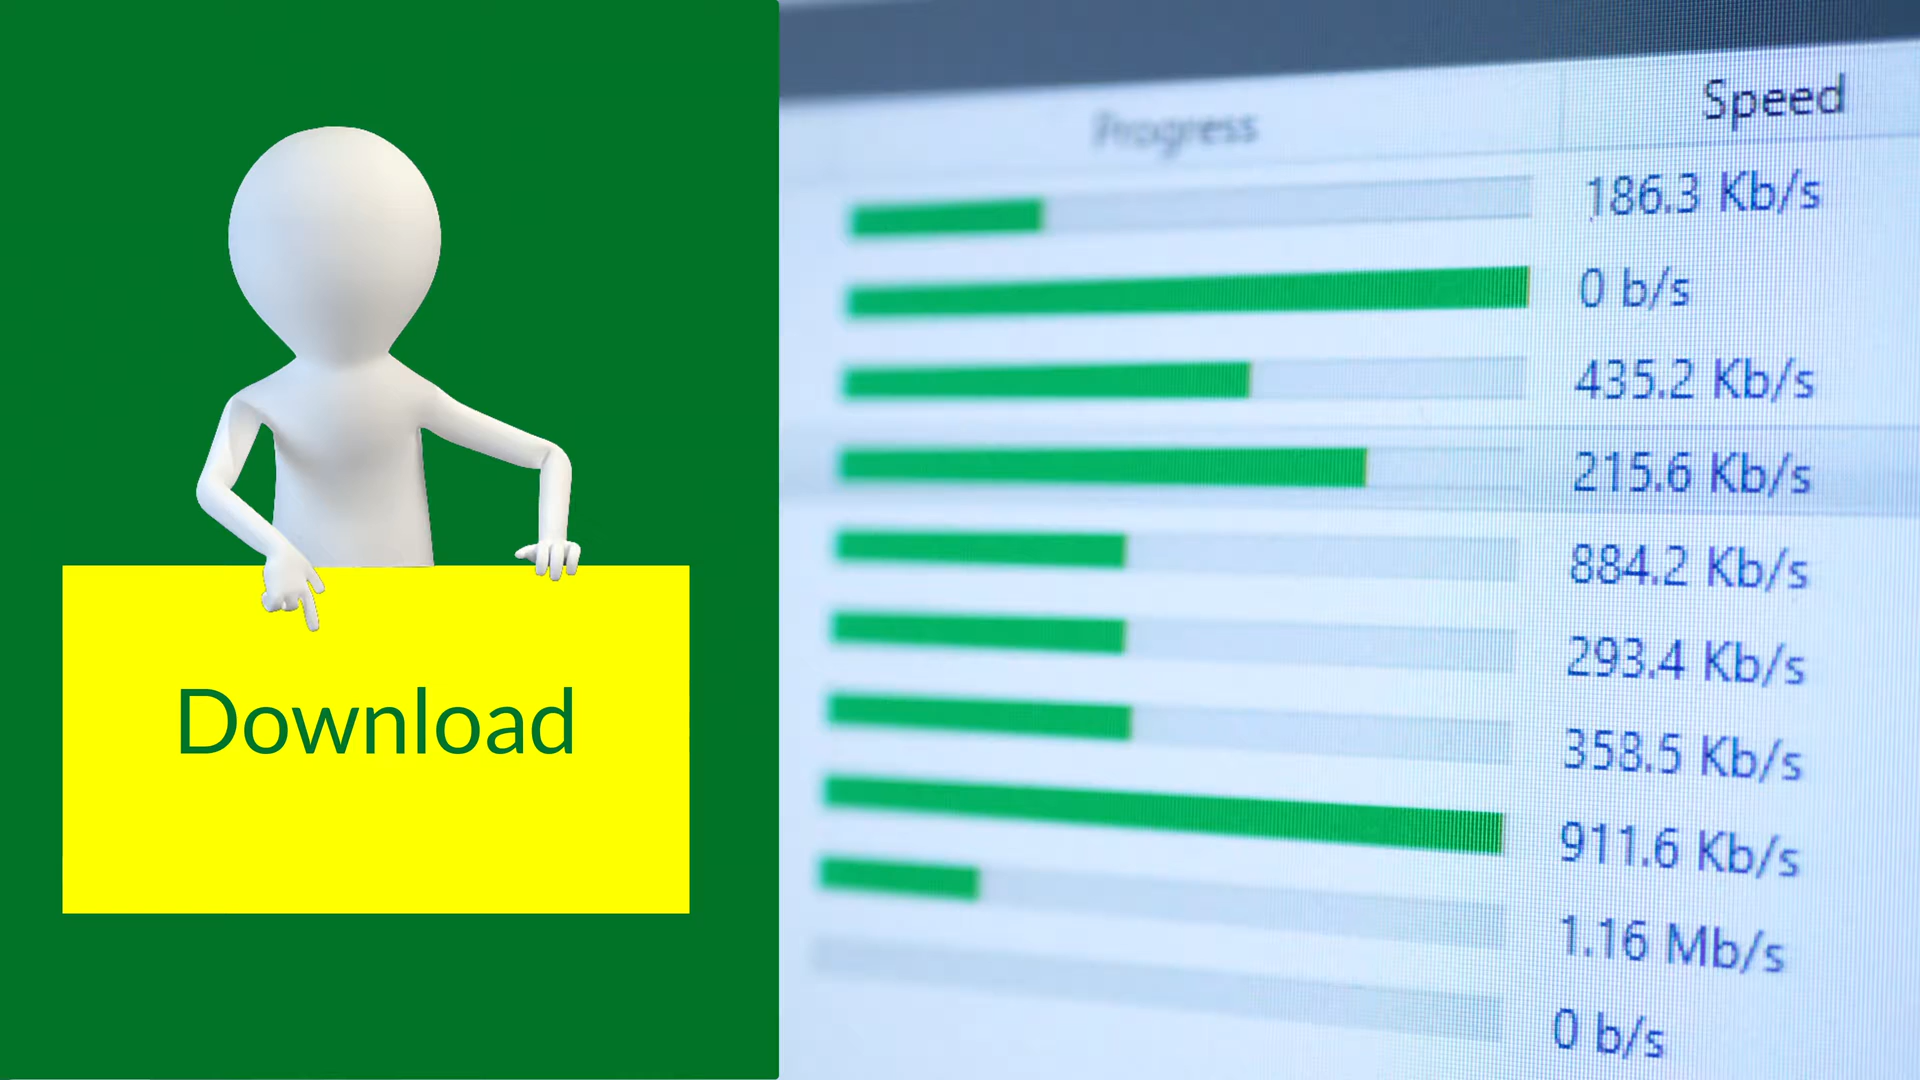 Download
Progress Speed
186.3 Kb/s
0 b/s
435.2 Kb/s
215.6 Kb/s
884.2 Kb/s
293.4 Kb/s
358.5 Kb/s
911.6 Kb/s
1.16 Mb/s
0 b/s